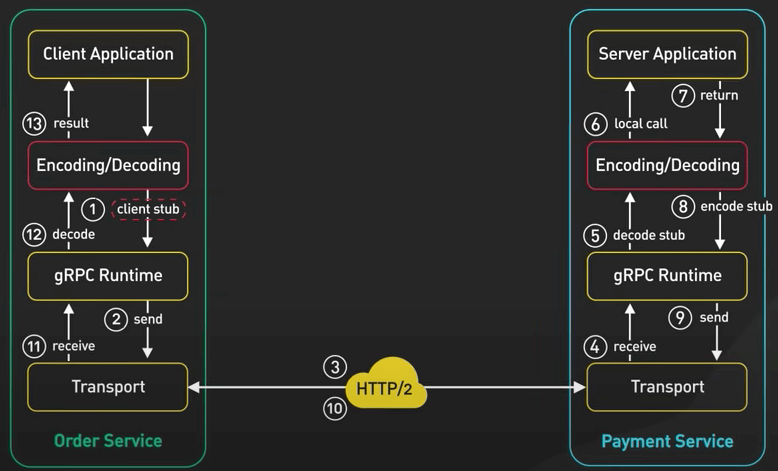 Client Application
13 result
Encoding/Decoding
1 client stub
12 decode
gRPC Runtime
2 send
11 receive
Transport
Order Service
3
HTTP/2
10
Server Application
7 return
6 local call
Encoding/Decoding
8 encode stub
5 decode stub
gRPC Runtime
9 send
4 receive
Transport
Payment Service